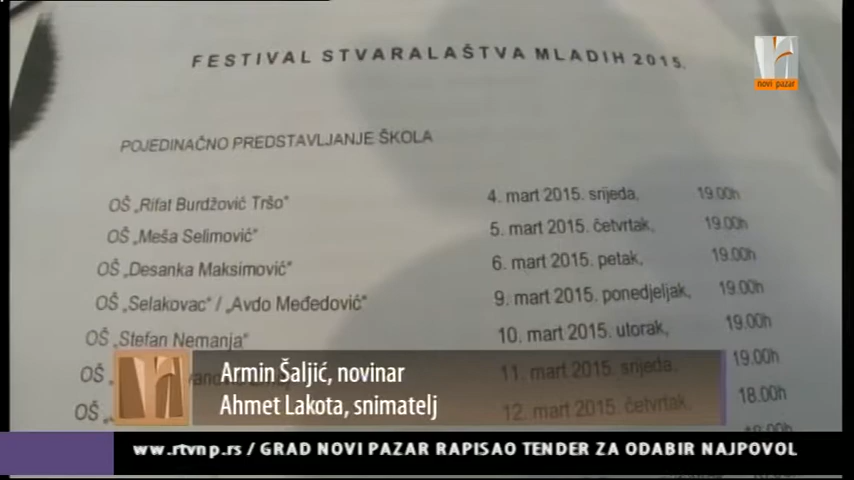 FESTIVAL STVARALAŠTVA MLADIH 2015.
novi pazar
POJEDINAČNO PREDSTAVLJANJE ŠKOLA
OŠ „Rifat Burdžović Tršo“ 4. mart 2015. srijeda, 19.00h
OŠ „Meša Selimović“ 5. mart 2015. četvrtak, 19.00h
OŠ „Desanka Maksimović“ 6. mart 2015. petak, 19.00h
OŠ „Selakovac“ / „Avdo Međedović“ 9. mart 2015. ponedjeljak, 19.00h
OŠ „Stefan Nemanja“ 10. mart 2015. utorak, 19.00h
OŠ 11. mart 2015. srijeda, 19.00h
OŠ 12. mart 2015. četvrtak, 18.00h
Armin Šaljić, novinar
Ahmet Lakota, snimatelj
ww.rtvnp.rs / GRAD NOVI PAZAR RAPISAO TENDER ZA ODABIR NAJPOVOL